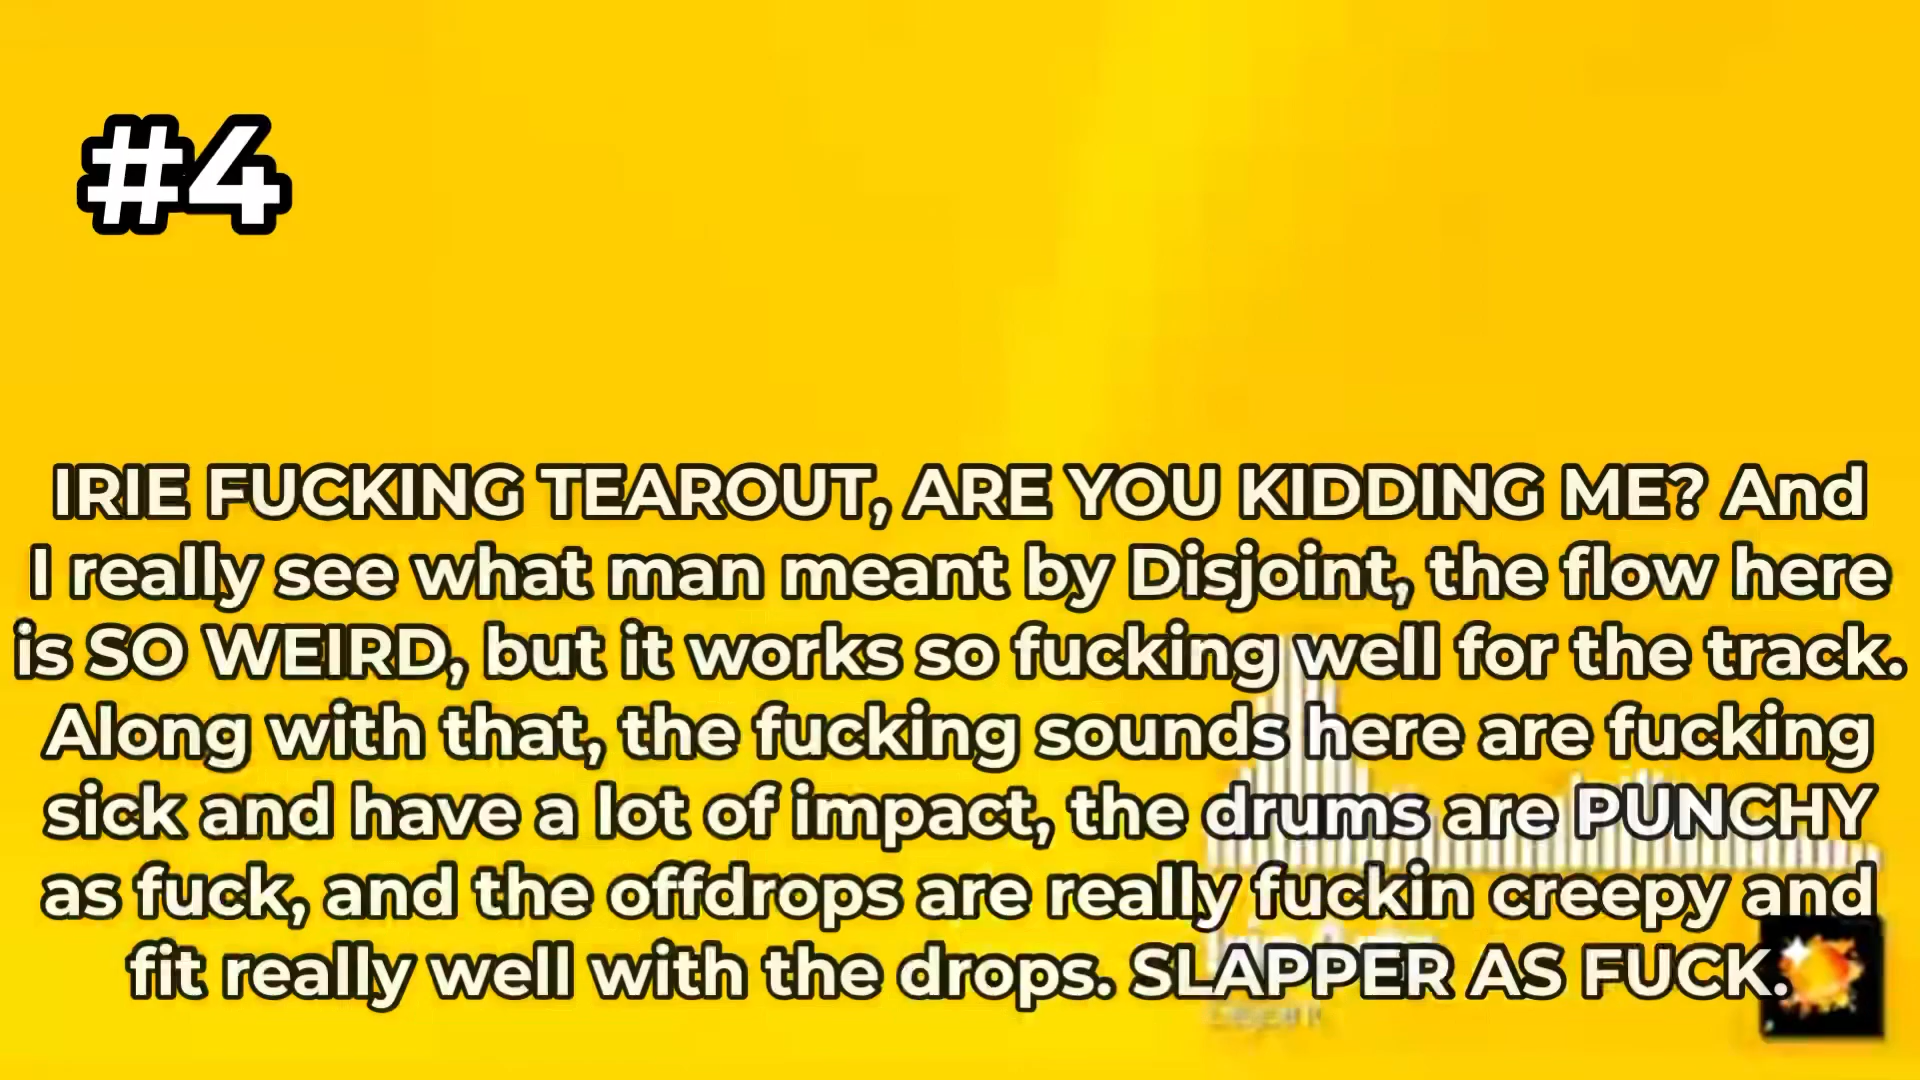 #4
IRIE FUCKING TEAROUT, ARE YOU KIDDING ME? And
I really see what man meant by Disjoint, the flow here
is SO WEIRD, but it works so fucking well for the track.
Along with that, the fucking sounds here are fucking
sick and have a lot of impact, the drums are PUNCHY
as fuck, and the offdrops are really fuckin creepy and
fit really well with the drops. SLAPPER AS FUCK.